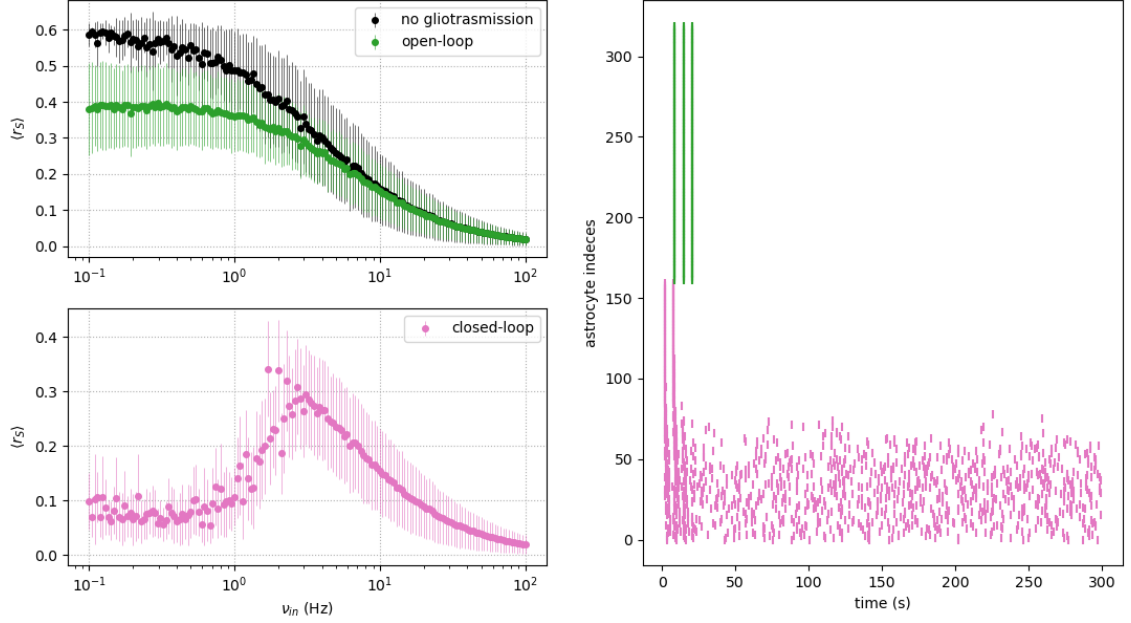 no gliotrasmission
open-loop
⟨rS⟩
0.6
0.5
0.4
0.3
0.2
0.1
0.0
10⁻¹ 10⁰ 10¹ 10²
closed-loop
⟨rS⟩
0.4
0.3
0.2
0.1
0.0
10⁻¹ 10⁰ 10¹ 10²
νin (Hz)
astrocyte indeces
300
250
200
150
100
50
0
0 50 100 150 200 250 300
time (s)